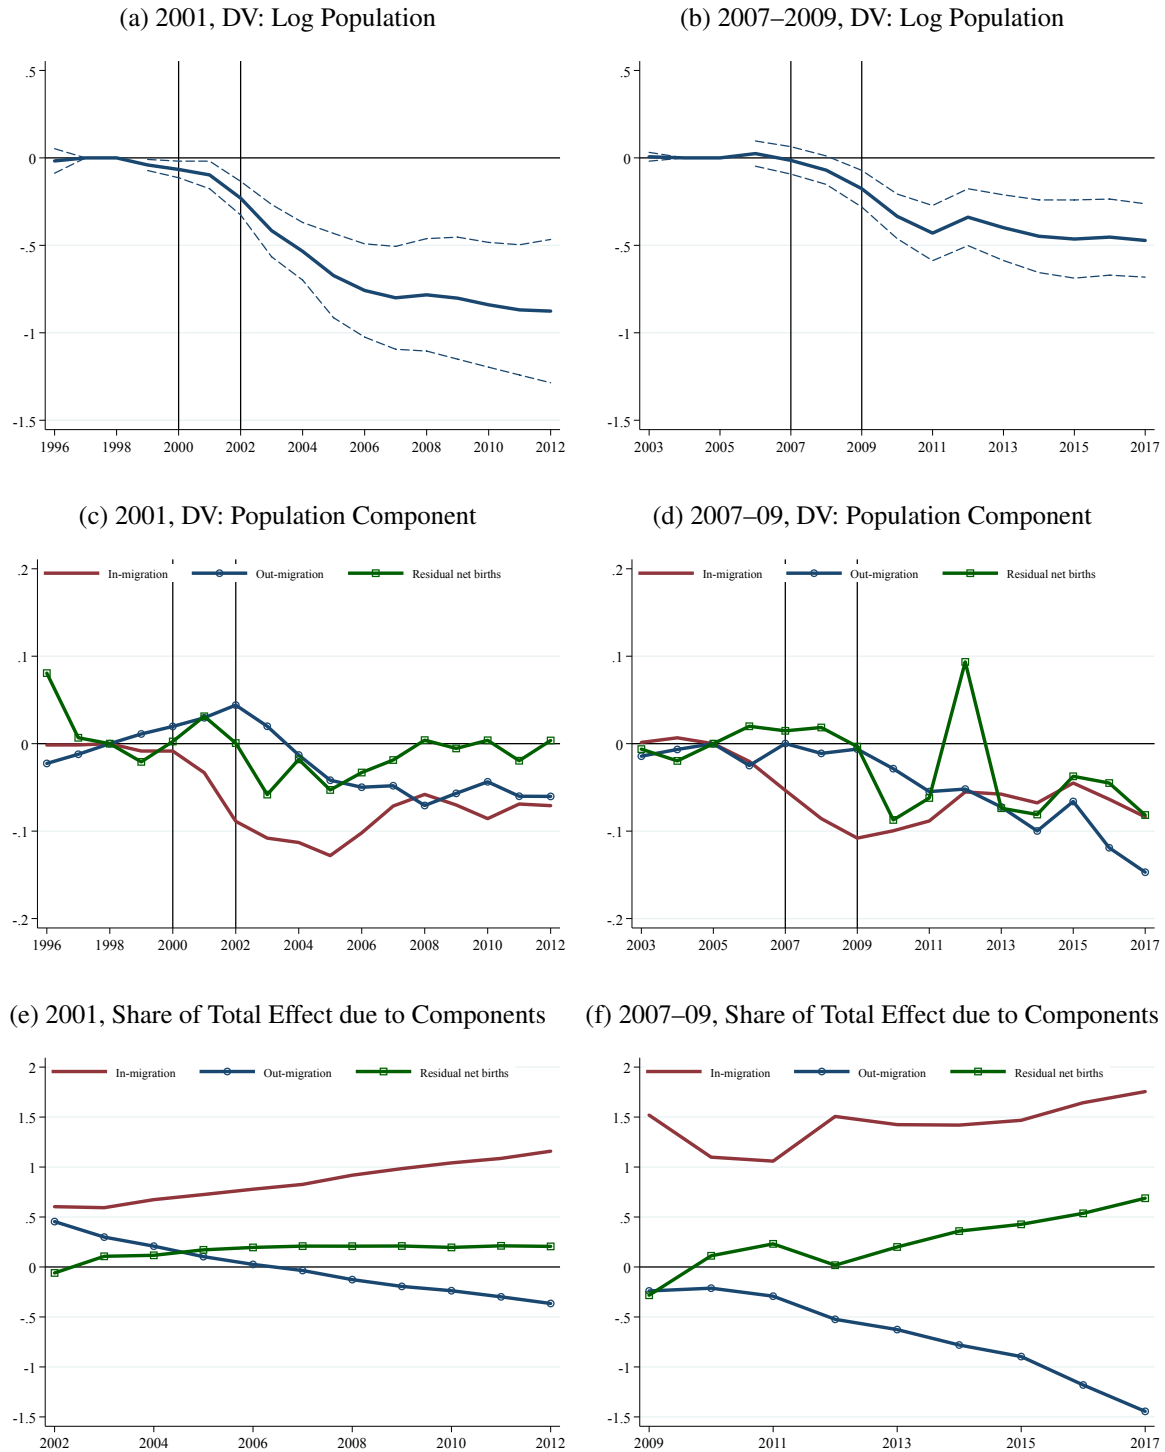 (a) 2001, DV: Log Population
.5
0
-.5
-1
-1.5
1996 1998 2000 2002 2004 2006 2008 2010 2012
(b) 2007–2009, DV: Log Population
.5
0
-.5
-1
-1.5
2003 2005 2007 2009 2011 2013 2015 2017
(c) 2001, DV: Population Component
In-migration Out-migration Residual net births
.2
.1
0
-.1
-.2
1996 1998 2000 2002 2004 2006 2008 2010 2012
(d) 2007–09, DV: Population Component
In-migration Out-migration Residual net births
.2
.1
0
-.1
-.2
2003 2005 2007 2009 2011 2013 2015 2017
(e) 2001, Share of Total Effect due to Components
In-migration Out-migration Residual net births
2
1.5
1
.5
0
-.5
-1
-1.5
2002 2004 2006 2008 2010 2012
(f) 2007–09, Share of Total Effect due to Components
In-migration Out-migration Residual net births
2
1.5
1
.5
0
-.5
-1
-1.5
2009 2011 2013 2015 2017